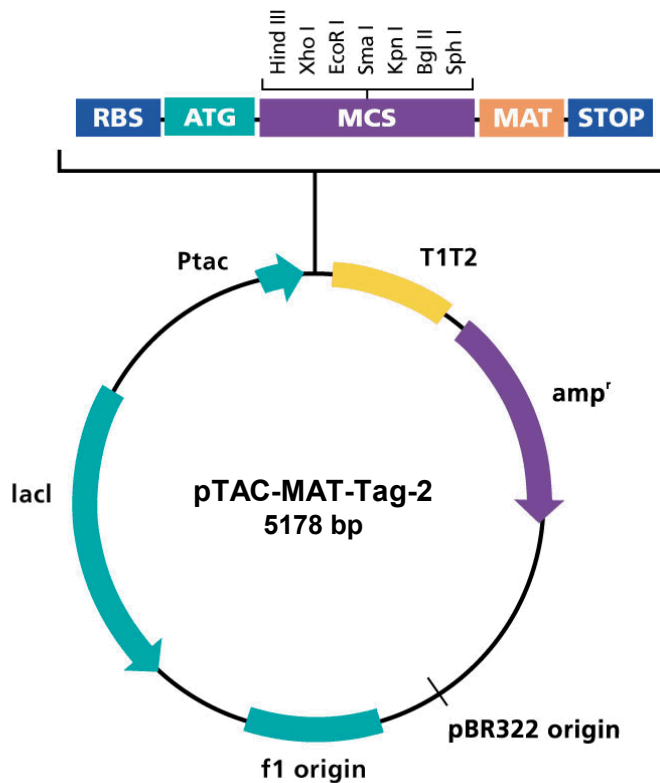 Hind III
Xho I
EcoR I
Sma I
Kpn I
Bgl II
Sph I
RBS
ATG
MCS
MAT
STOP
Ptac
T1T2
ampʳ
lacI
pTAC-MAT-Tag-2
5178 bp
pBR322 origin
f1 origin